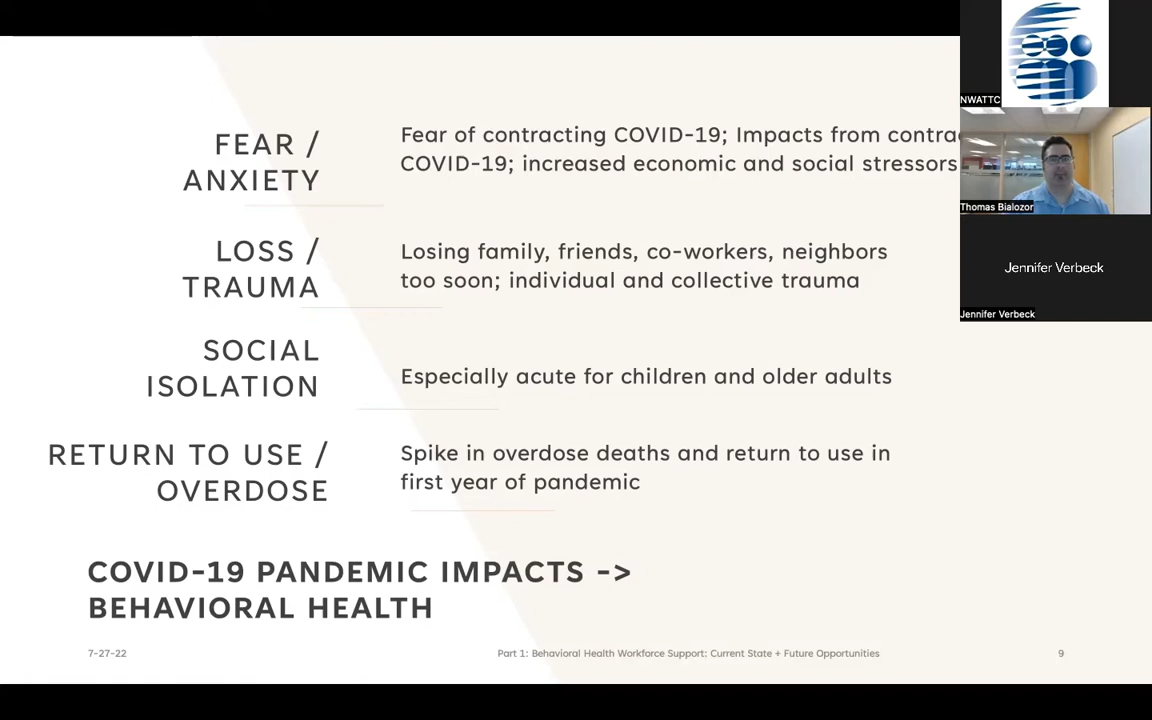 FEAR /
ANXIETY
Fear of contracting COVID-19; Impacts from
COVID-19; increased economic and social stressors
LOSS /
TRAUMA
Losing family, friends, co-workers, neighbors
too soon; individual and collective trauma
SOCIAL
ISOLATION
Especially acute for children and older adults
RETURN TO USE /
OVERDOSE
Spike in overdose deaths and return to use in
first year of pandemic
COVID-19 PANDEMIC IMPACTS ->
BEHAVIORAL HEALTH
7-27-22
Part 1: Behavioral Health Workforce Support: Current State + Future Opportunities
9
NWATTC
Thomas Bialozor
Jennifer Verbeck
Jennifer Verbeck